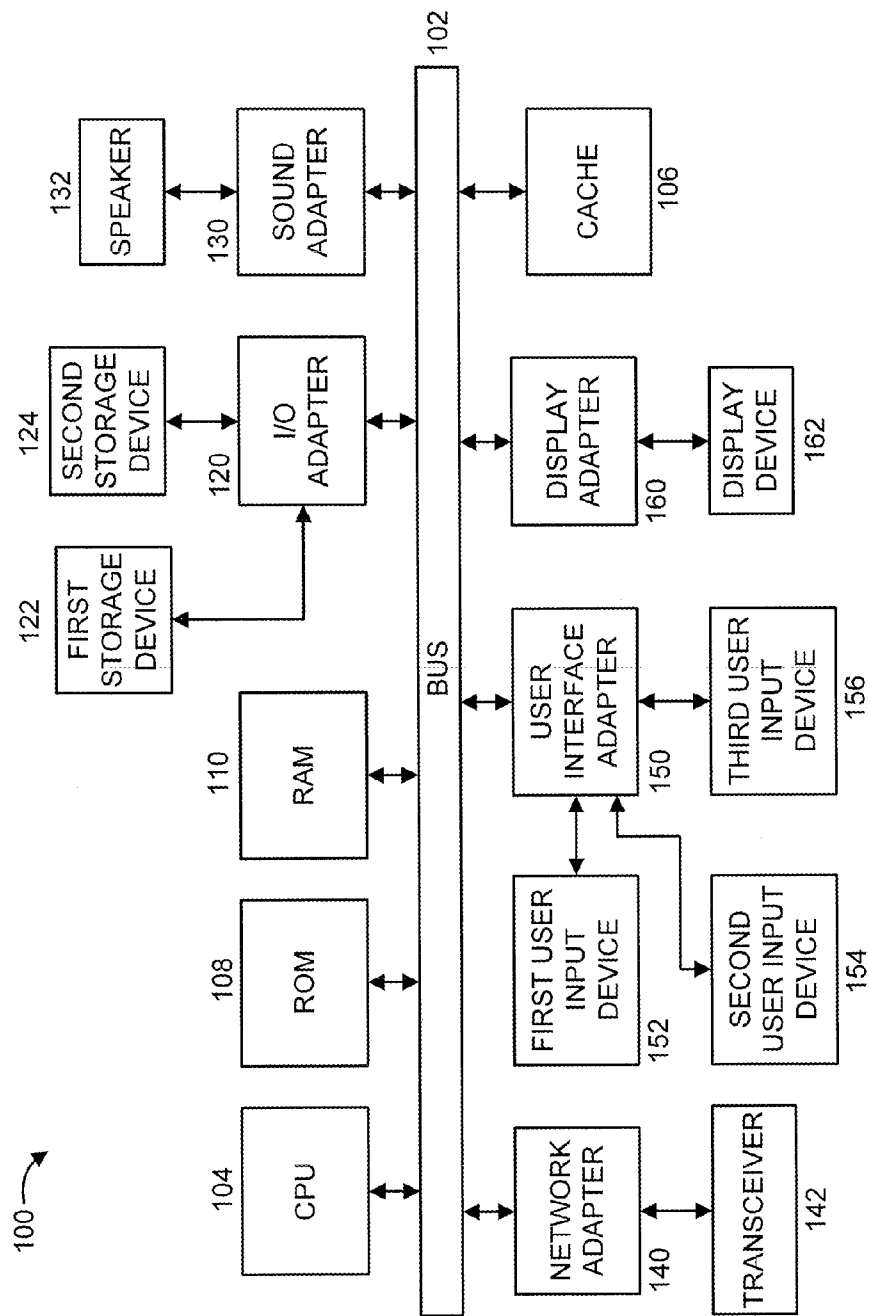 100
104
CPU
108
ROM
110
RAM
122
FIRST
STORAGE
DEVICE
124
SECOND
STORAGE
DEVICE
120
I/O
ADAPTER
132
SPEAKER
130
SOUND
ADAPTER
BUS
102
NETWORK
ADAPTER
140
TRANSCEIVER
142
FIRST USER
INPUT
DEVICE
152
SECOND
USER INPUT
DEVICE
154
USER
INTERFACE
ADAPTER
150
THIRD USER
INPUT
DEVICE
156
DISPLAY
ADAPTER
160
DISPLAY
DEVICE
162
CACHE
106